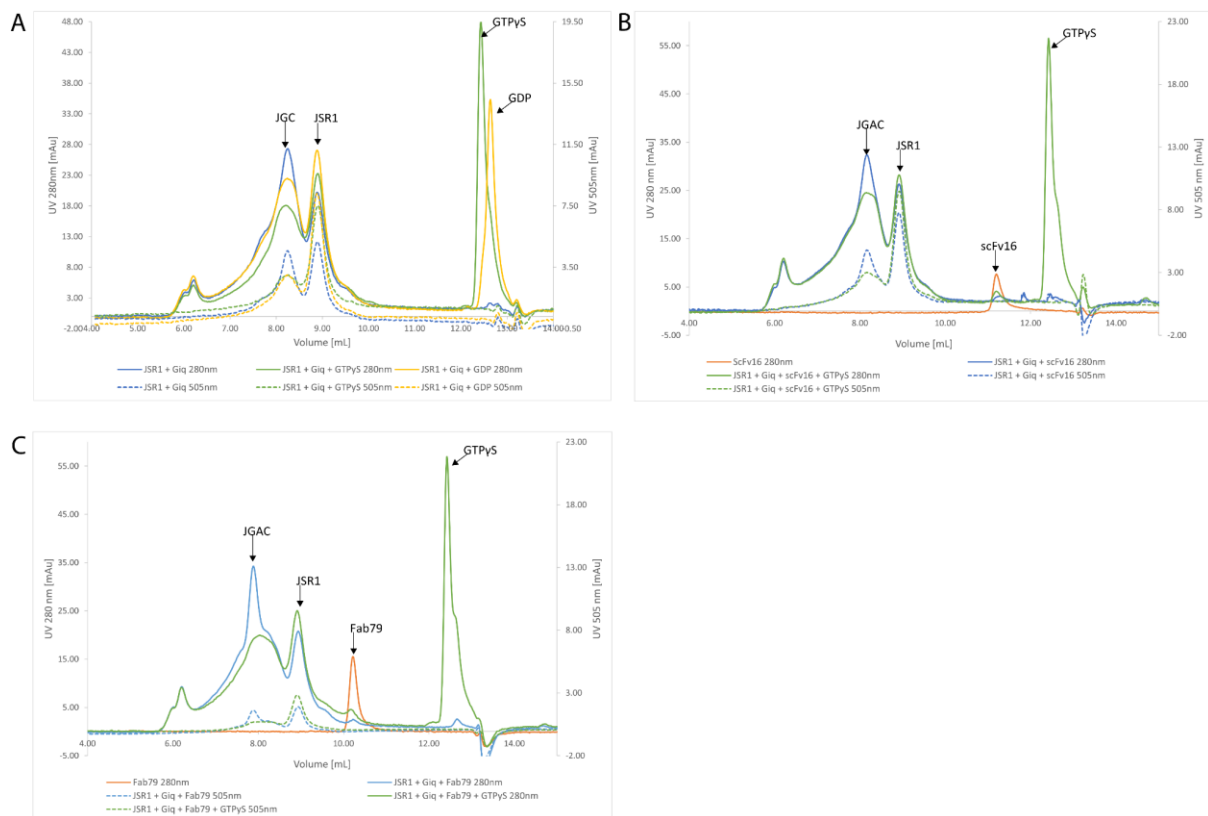 A
48.00
43.00
38.00
33.00
28.00
23.00
18.00
13.00
8.00
3.00
-2.00
UV 280nm [mAu]
4.00 5.00 6.00 7.00 8.00 9.00 10.00 11.00 12.00 13.00 14.00
Volume [mL]
19.50
15.50
11.50
7.50
3.50
-0.50
UV 505nm [mAu]
GTPγS
GDP
JGC
JSR1
JSR1 + Giq 280nm JSR1 + Giq + GTPγS 280nm JSR1 + Giq + GDP 280nm
JSR1 + Giq 505nm JSR1 + Giq + GTPγS 505nm JSR1 + Giq + GDP 505nm
B
55.00
45.00
35.00
25.00
15.00
5.00
-5.00
UV 280 nm [mAu]
4.00 6.00 8.00 10.00 12.00 14.00
Volume [mL]
23.00
18.00
13.00
8.00
3.00
-2.00
UV 505 nm [mAu]
GTPγS
JGAC
JSR1
scFv16
ScFv16 280nm JSR1 + Giq + scFv16 280nm
JSR1 + Giq + scFv16 + GTPγS 280nm JSR1 + Giq + scFv16 505nm
JSR1 + Giq + scFv16 + GTPγS 505nm
C
55.00
45.00
35.00
25.00
15.00
5.00
-5.00
UV 280 nm [mAu]
4.00 6.00 8.00 10.00 12.00 14.00
Volume [mL]
23.00
18.00
13.00
8.00
3.00
-2.00
UV 505 nm [mAu]
GTPγS
JGAC
JSR1
Fab79
Fab79 280nm JSR1 + Giq + Fab79 280nm
JSR1 + Giq + Fab79 505nm JSR1 + Giq + Fab79 + GTPγS 280nm
JSR1 + Giq + Fab79 + GTPγS 505nm